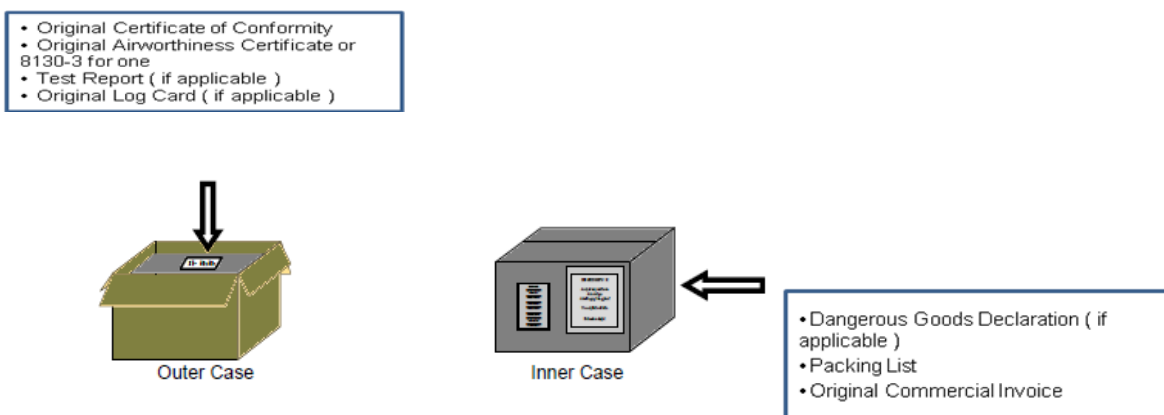 • Original Certificate of Conformity
• Original Airworthiness Certificate or
8130-3 for one
• Test Report ( if applicable )
• Original Log Card ( if applicable )
Outer Case
Inner Case
• Dangerous Goods Declaration ( if
applicable )
• Packing List
• Original Commercial Invoice